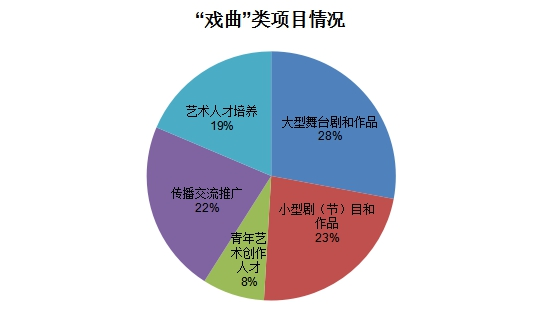 “戏曲”类项目情况
大型舞台剧和作品
28%
小型剧（节）目和
作品
23%
青年艺
术创作
人才
8%
传播交流推广
22%
艺术人才培养
19%